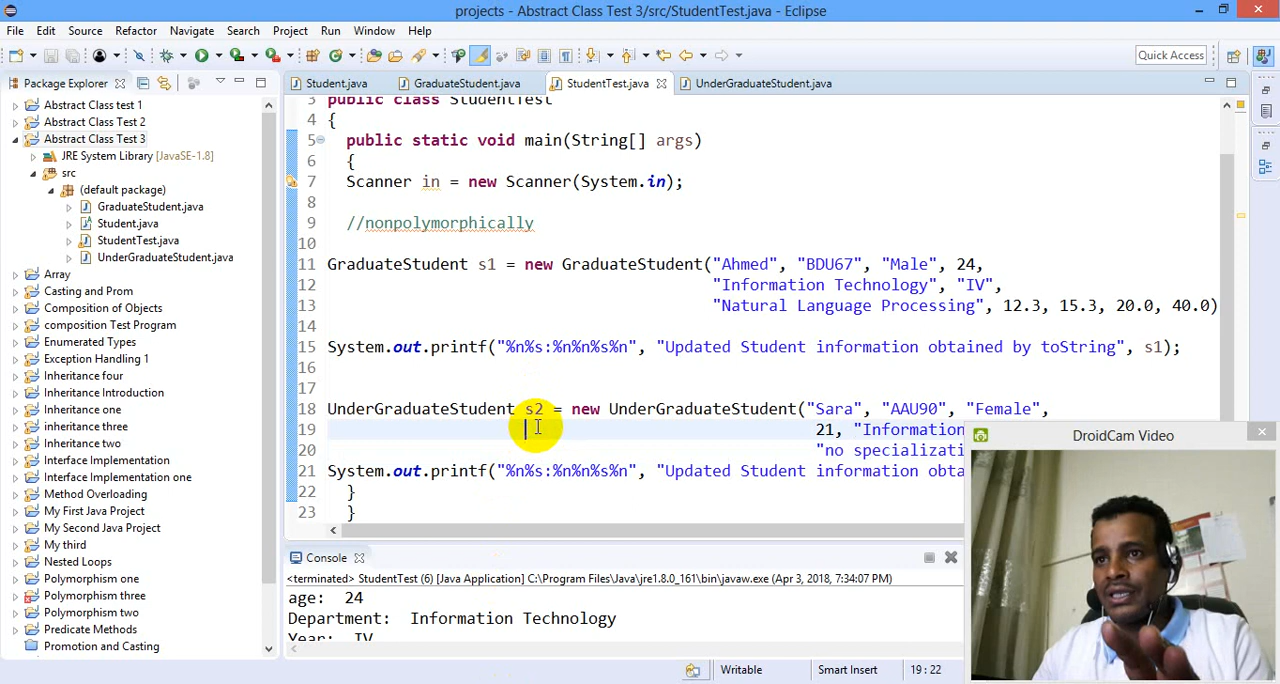 projects - Abstract Class Test 3/src/StudentTest.java - Eclipse
File Edit Source Refactor Navigate Search Project Run Window Help
Quick Access
Package Explorer
Student.java GraduateStudent.java StudentTest.java UnderGraduateStudent.java
Abstract Class test 1
Abstract Class Test 2
Abstract Class Test 3
JRE System Library [JavaSE-1.8]
src
(default package)
GraduateStudent.java
Student.java
StudentTest.java
UnderGraduateStudent.java
Array
Casting and Prom
Composition of Objects
composition Test Program
Enumerated Types
Exception Handling 1
Inheritance four
Inheritance Introduction
Inheritance one
inheritance three
Inheritance two
Interface Implementation
Interface Implementation one
Method Overloading
My First Java Project
My Second Java Project
My third
Nested Loops
Polymorphism one
Polymorphism three
Polymorphism two
Predicate Methods
Promotion and Casting
3 public class StudentTest
4 {
5 public static void main(String[] args)
6 {
7 Scanner in = new Scanner(System.in);
8
9 //nonpolymorphically
10
11 GraduateStudent s1 = new GraduateStudent("Ahmed", "BDU67", "Male", 24,
12 "Information Technology", "IV",
13 "Natural Language Processing", 12.3, 15.3, 20.0, 40.0)
14
15 System.out.printf("%n%s:%n%n%s%n", "Updated Student information obtained by toString", s1);
16
17
18 UnderGraduateStudent s2 = new UnderGraduateStudent("Sara", "AAU90", "Female",
19 21, "Information
20 "no specializati
21 System.out.printf("%n%s:%n%n%s%n", "Updated Student information obta
22 }
23 }
DroidCam Video
Console
<terminated> StudentTest (6) [Java Application] C:\Program Files\Java\jre1.8.0_161\bin\javaw.exe (Apr 3, 2018, 7:34:07 PM)
age: 24
Department: Information Technology
Year: IV
Writable Smart Insert 19 : 22